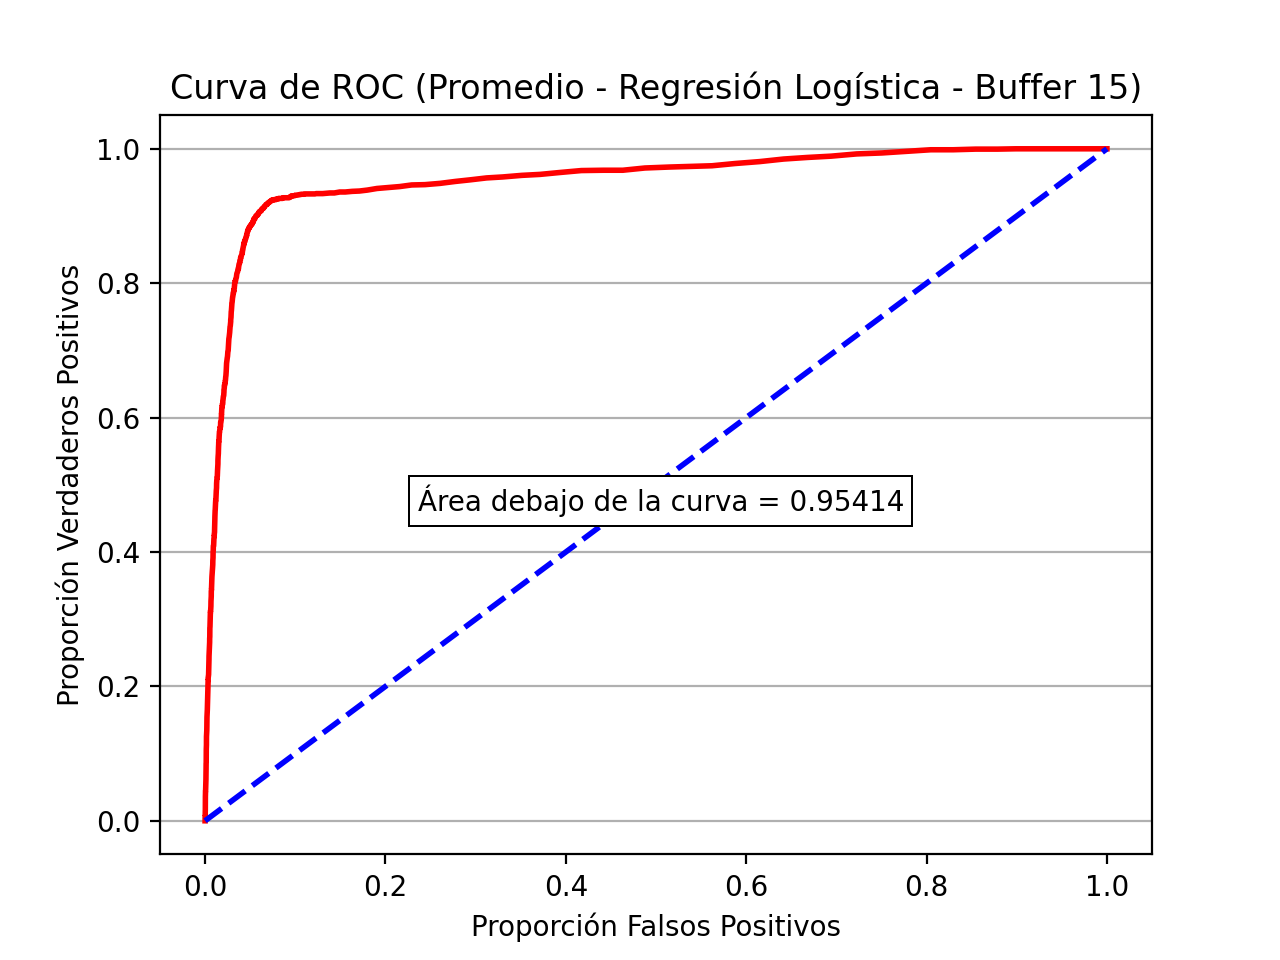 Curva de ROC (Promedio - Regresión Logística - Buffer 15)
1.0
0.8
0.6
0.4
0.2
0.0
Proporción Verdaderos Positivos
Área debajo de la curva = 0.95414
0.0 0.2 0.4 0.6 0.8 1.0
Proporción Falsos Positivos